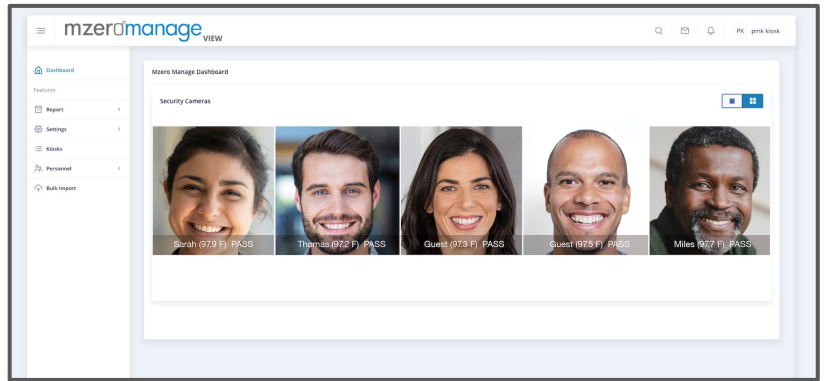 mzeromanage VIEW
PK pmk kiosk
Dashboard
Features
Report
Settings
Kiosks
Personnel
Bulk Import
Mzero Manage Dashboard
Security Cameras
Sarah (97.9 F) PASS
Thomas (97.2 F) PASS
Guest (97.3 F) PASS
Guest (97.5 F) PASS
Miles (97.7 F) PASS